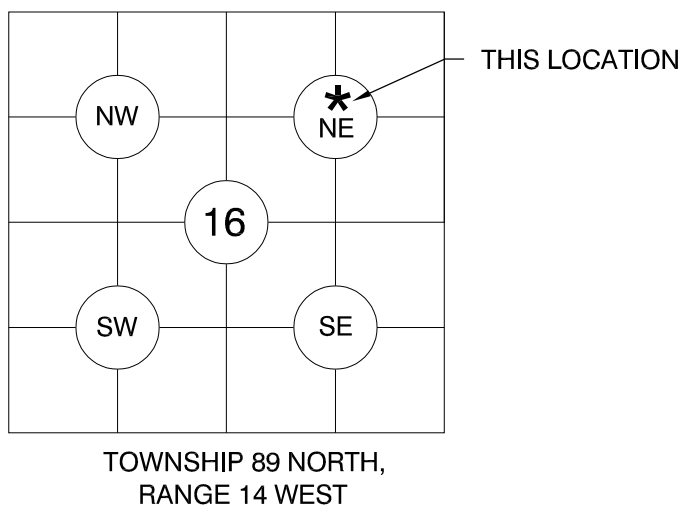 THIS LOCATION
NW
*
NE
16
SW
SE
TOWNSHIP 89 NORTH,
RANGE 14 WEST